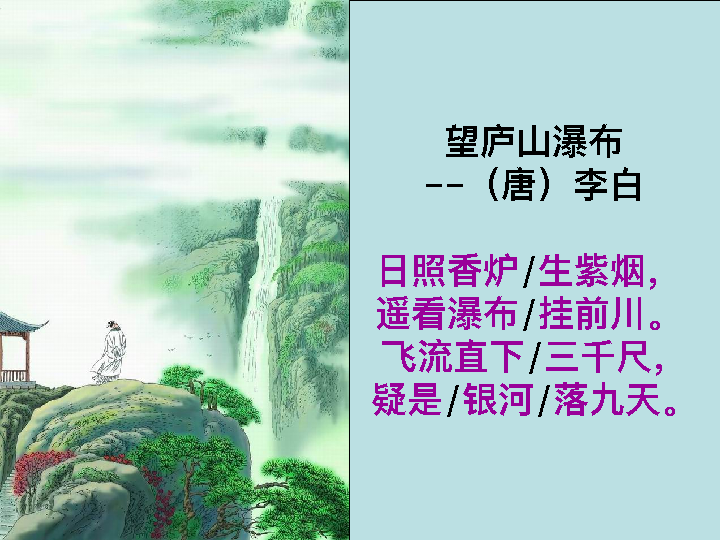 望庐山瀑布
--（唐）李白
日照香炉/生紫烟，
遥看瀑布/挂前川。
飞流直下/三千尺，
疑是/银河/落九天。